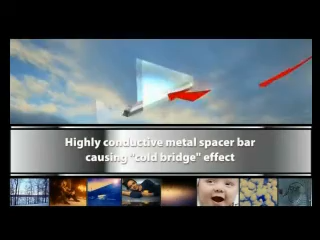 Highly conductive metal spacer bar
causing "cold bridge" effect